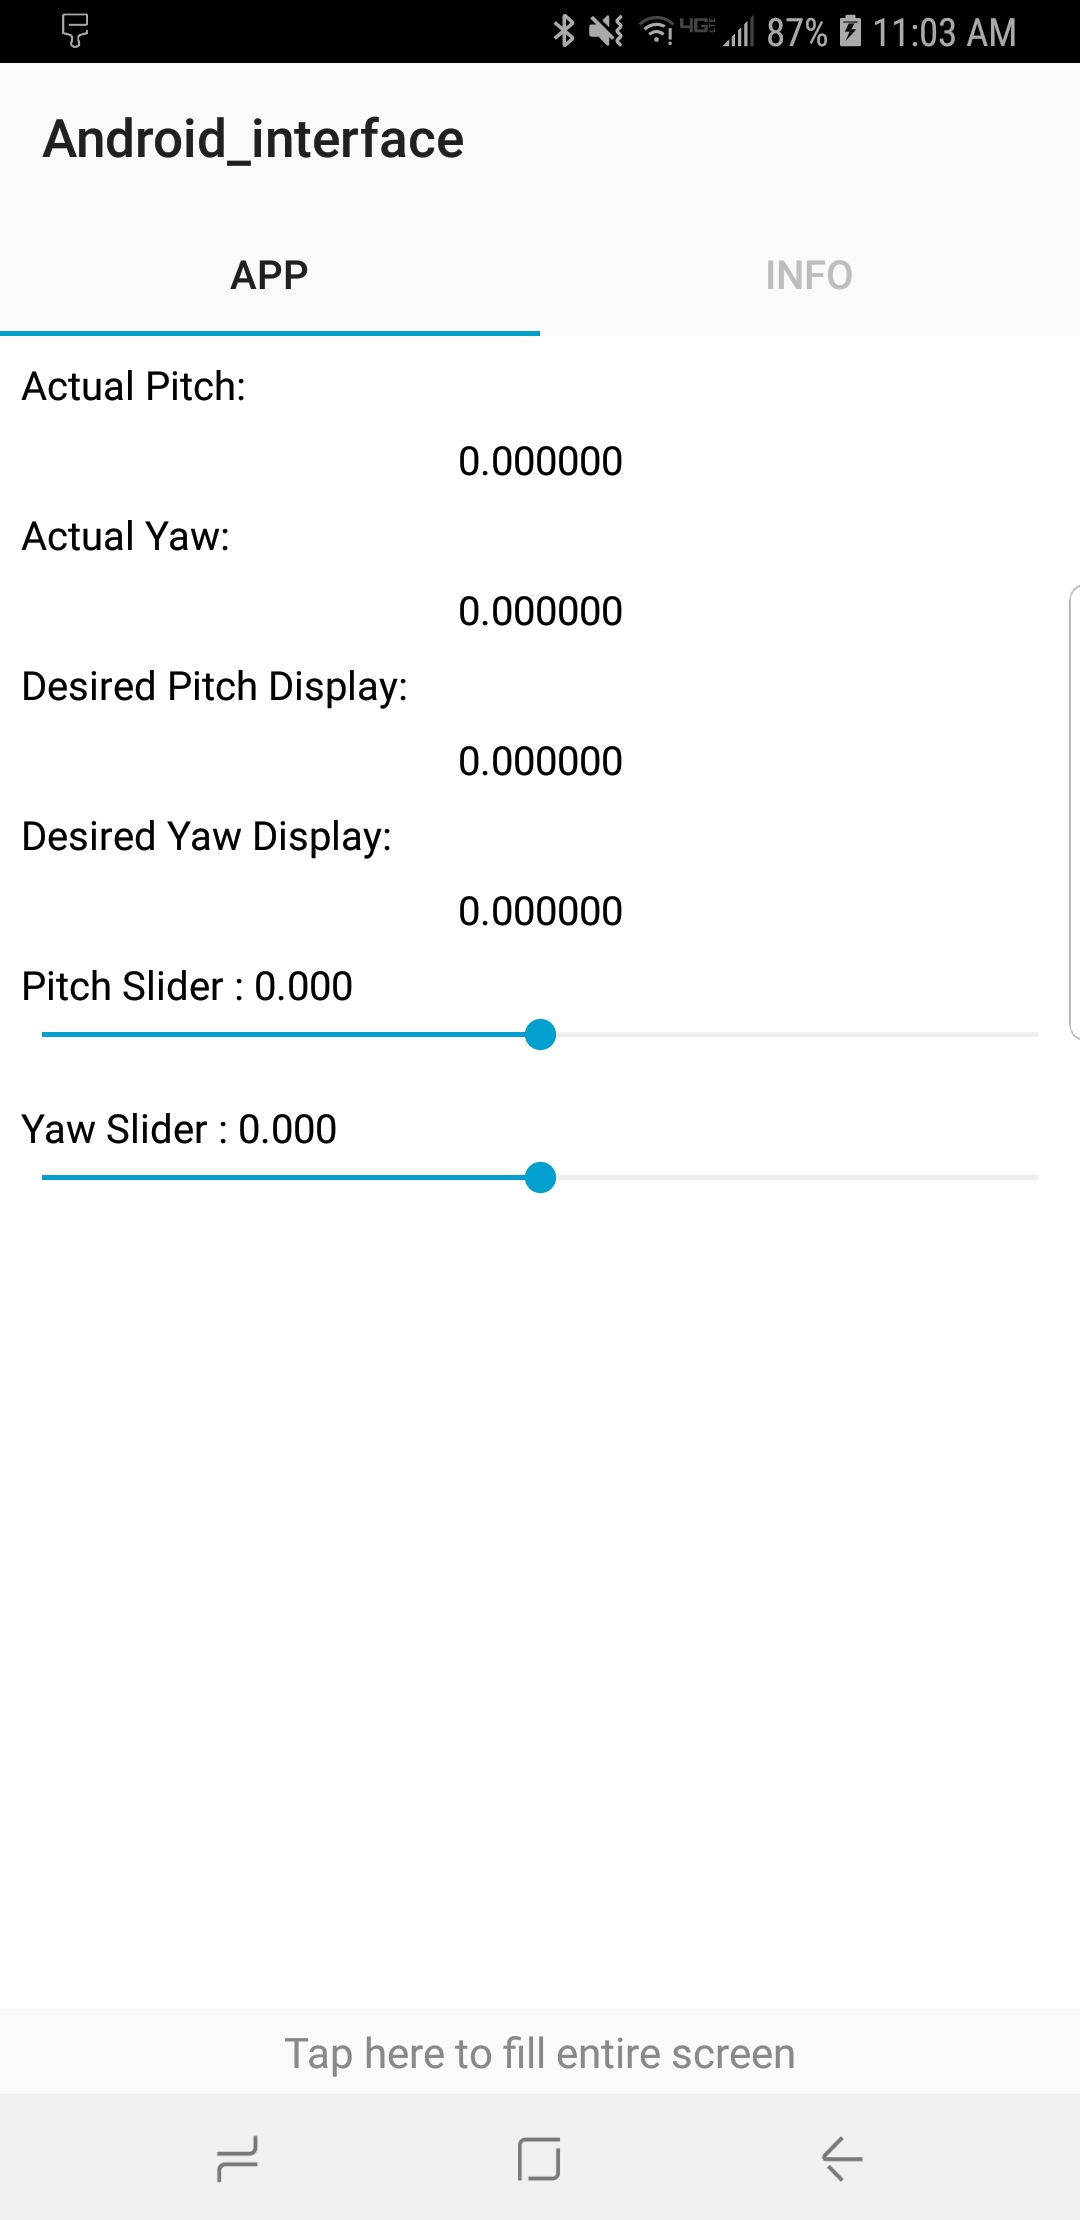 4G LTE 87% 11:03 AM
Android_interface
APP INFO
Actual Pitch:
0.000000
Actual Yaw:
0.000000
Desired Pitch Display:
0.000000
Desired Yaw Display:
0.000000
Pitch Slider : 0.000
Yaw Slider : 0.000
Tap here to fill entire screen